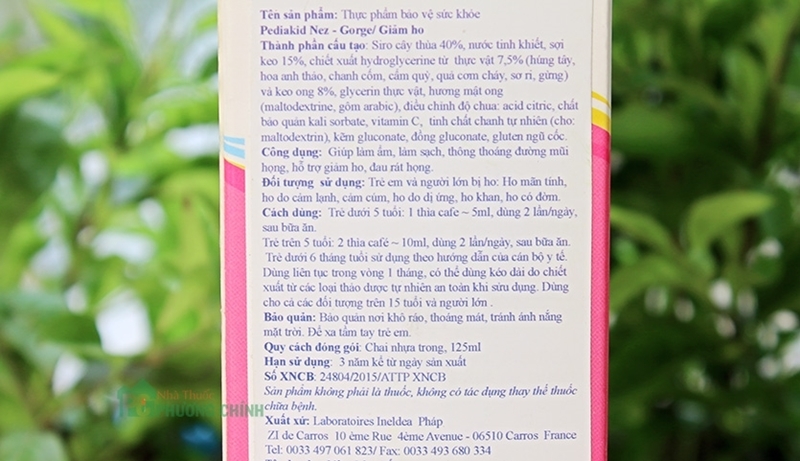 Tên sản phẩm: Thực phẩm bảo vệ sức khỏe
Pediakid Nez - Gorge/ Giảm ho
Thành phần cấu tạo: Siro cây thùa 40%, nước tinh khiết, sợi
keo 15%, chiết xuất hydroglycerine từ thực vật 7,5% (húng tây,
hoa anh thảo, chanh cốm, cẩm quỳ, quả cơm cháy, sơ ri, gừng)
và keo ong 8%, glycerin thực vật, hương mật ong
(maltodextrine, gôm arabic), điều chỉnh độ chua: acid citric, chất
bảo quản kali sorbate, vitamin C, tinh chất chanh tự nhiên (cho:
maltodextrin), kẽm gluconate, đồng gluconate, gluten ngũ cốc.
Công dụng: Giúp làm ẩm, làm sạch, thông thoáng đường mũi
họng, hỗ trợ giảm ho, đau rát họng.
Đối tượng sử dụng: Trẻ em và người lớn bị ho: Ho mãn tính,
ho do cảm lạnh, cảm cúm, ho do dị ứng, ho khan, ho có đờm.
Cách dùng: Trẻ dưới 5 tuổi: 1 thìa cafe ~ 5ml, dùng 2 lần/ngày,
sau bữa ăn.
Trẻ trên 5 tuổi: 2 thìa café ~ 10ml, dùng 2 lần/ngày, sau bữa ăn.
Trẻ dưới 6 tháng tuổi sử dụng theo hướng dẫn của cán bộ y tế.
Dùng liên tục trong vòng 1 tháng, có thể dùng kéo dài do chiết
xuất từ các loại thảo dược tự nhiên an toàn khi sử dụng. Dùng
cho cả các đối tượng trên 15 tuổi và người lớn .
Bảo quản: Bảo quản nơi khô ráo, thoáng mát, tránh ánh nắng
mặt trời. Để xa tầm tay trẻ em.
Quy cách đóng gói: Chai nhựa trong, 125ml
Hạn sử dụng: 3 năm kể từ ngày sản xuất
Số XNCB: 24804/2015/ATTP XNCB
Sản phẩm không phải là thuốc, không có tác dụng thay thế thuốc
chữa bệnh.
Xuất xứ: Laboratoires Ineldea Pháp
Z.I de Carros 10 ème Rue 4ème Avenue - 06510 Carros France
Tel: 0033 497 061 823/ Fax: 0033 493 680 334
Nhà Thuốc
PHƯƠNG CHÍNH